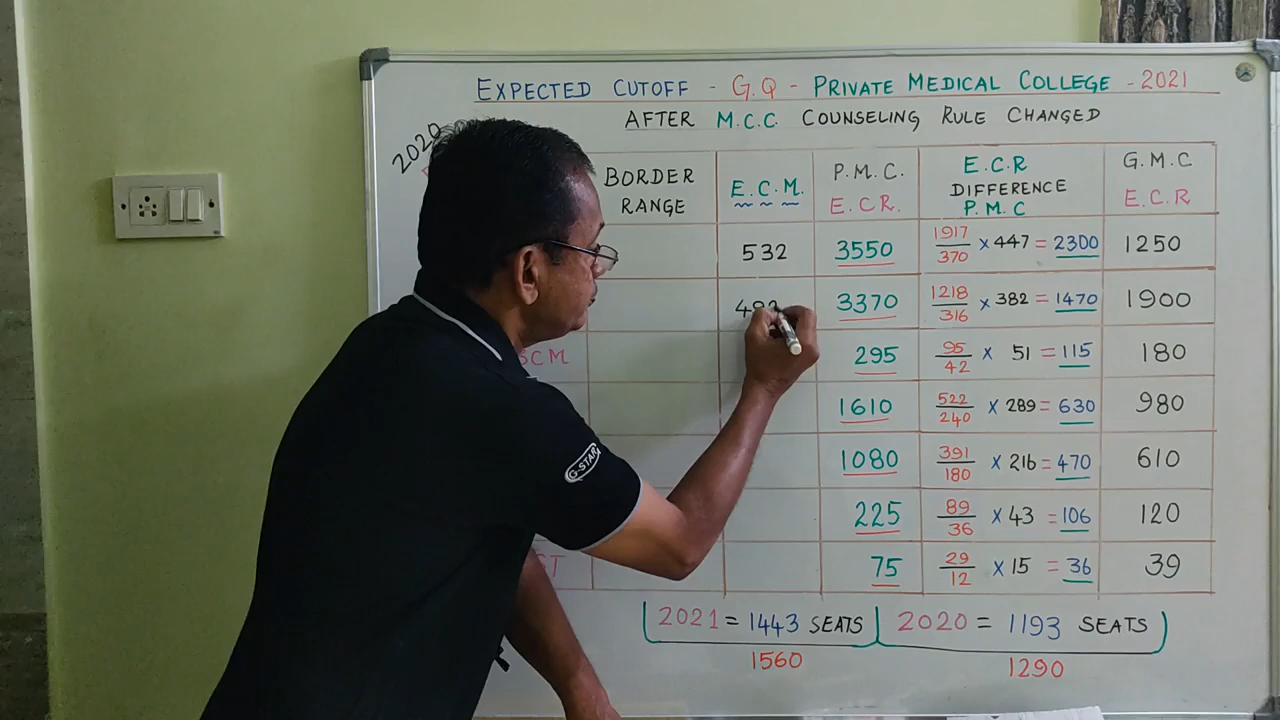 EXPECTED CUTOFF - G.Q - PRIVATE MEDICAL COLLEGE - 2021
AFTER M.C.C COUNSELING RULE CHANGED
2020
BORDER RANGE
E.C.M.
P.M.C. E.C.R.
E.C.R DIFFERENCE P.M.C
G.M.C E.C.R
532 3550 1917/370 × 447 = 2300 1250
3370 1218/316 × 382 = 1470 1900
BCM 295 95/42 × 51 = 115 180
1610 522/240 × 289 = 630 980
1080 391/180 × 216 = 470 610
225 89/36 × 43 = 106 120
ST 75 29/12 × 15 = 36 39
2021 = 1443 SEATS 2020 = 1193 SEATS
1560 1290
G-STAR